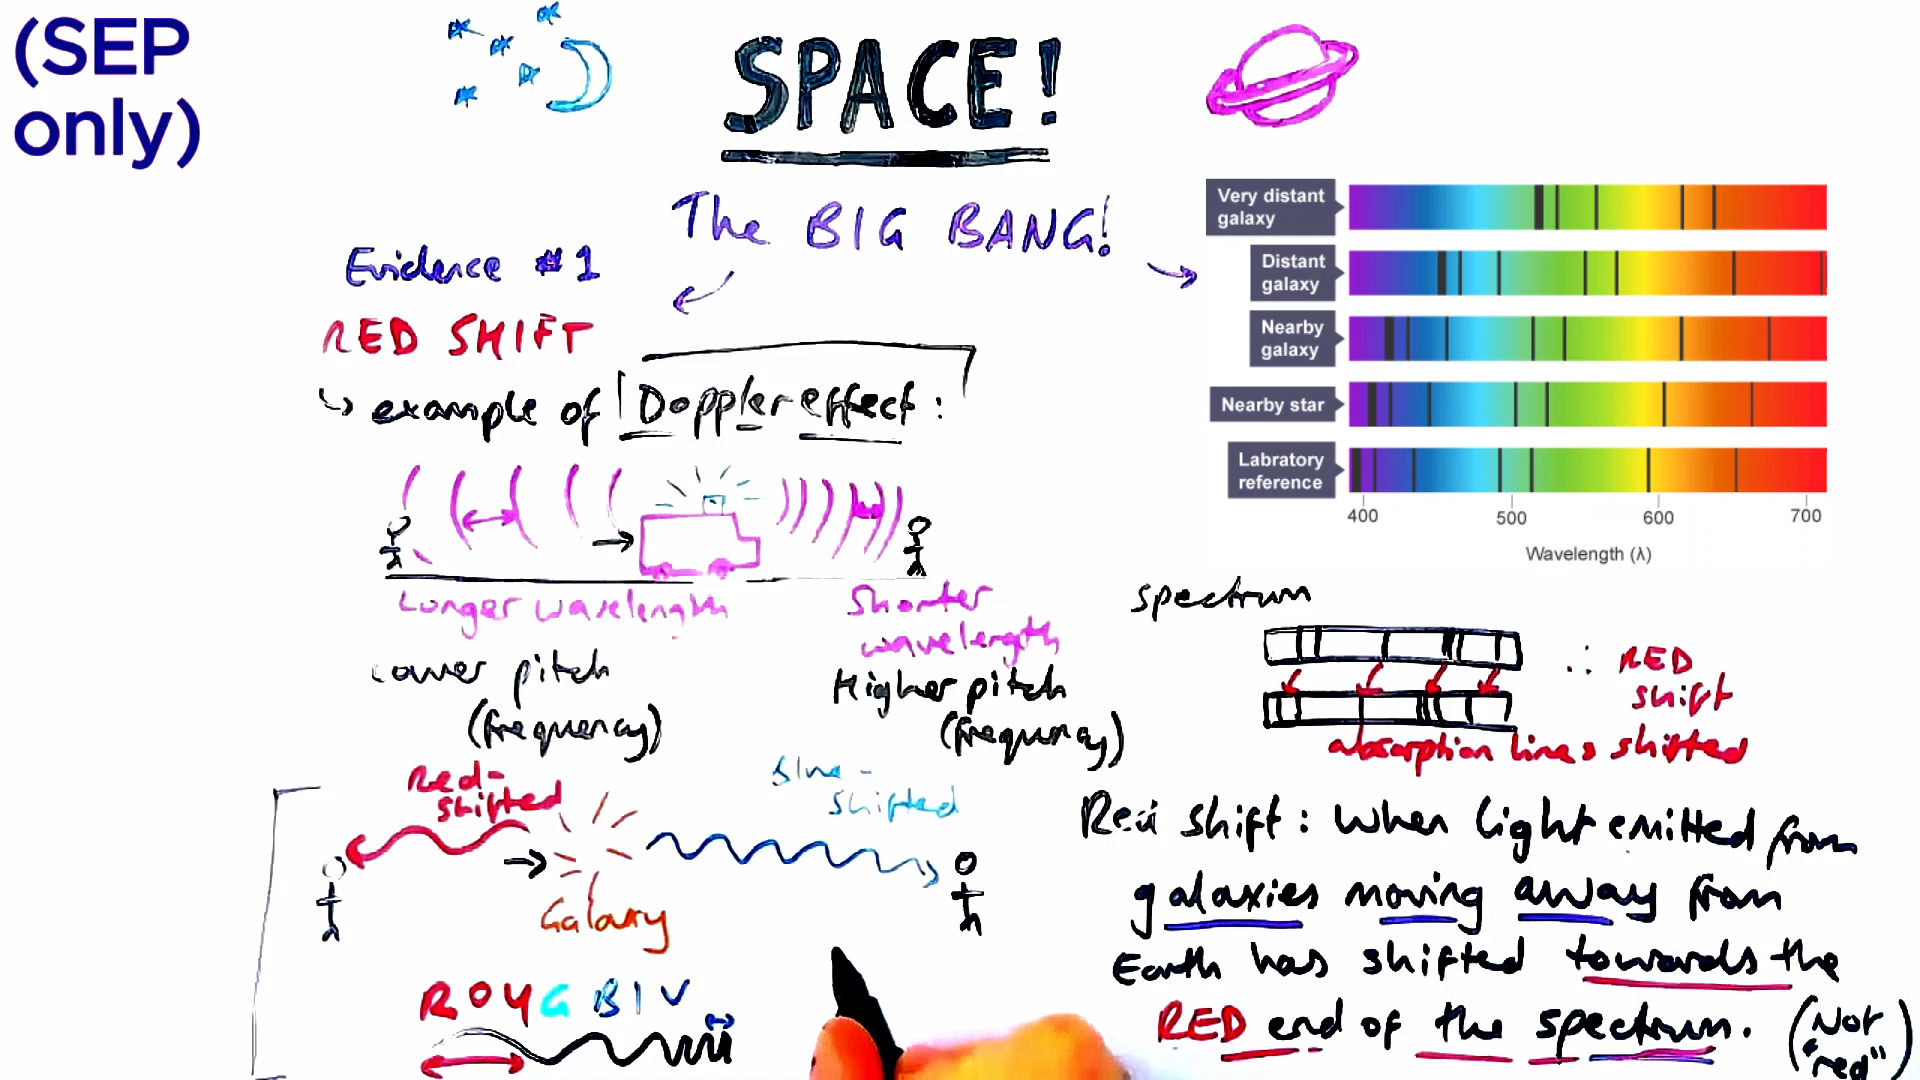 (SEP
only)
SPACE!
The BIG BANG!
Evidence #1
RED SHIFT
↳ example of Doppler effect:
Longer wavelength
Lower pitch
(frequency)
Shorter
wavelength
Higher pitch
(frequency)
Red-
shifted
Blue-
shifted
Galaxy
ROYGBIV
Very distant
galaxy
Distant
galaxy
Nearby
galaxy
Nearby star
Labratory
reference
400 500 600 700
Wavelength (λ)
spectrum
∴ RED
shift
absorption lines shifted
Red shift: when light emitted from
galaxies moving away from
Earth has shifted towards the
RED end of the spectrum. (Not
"red")